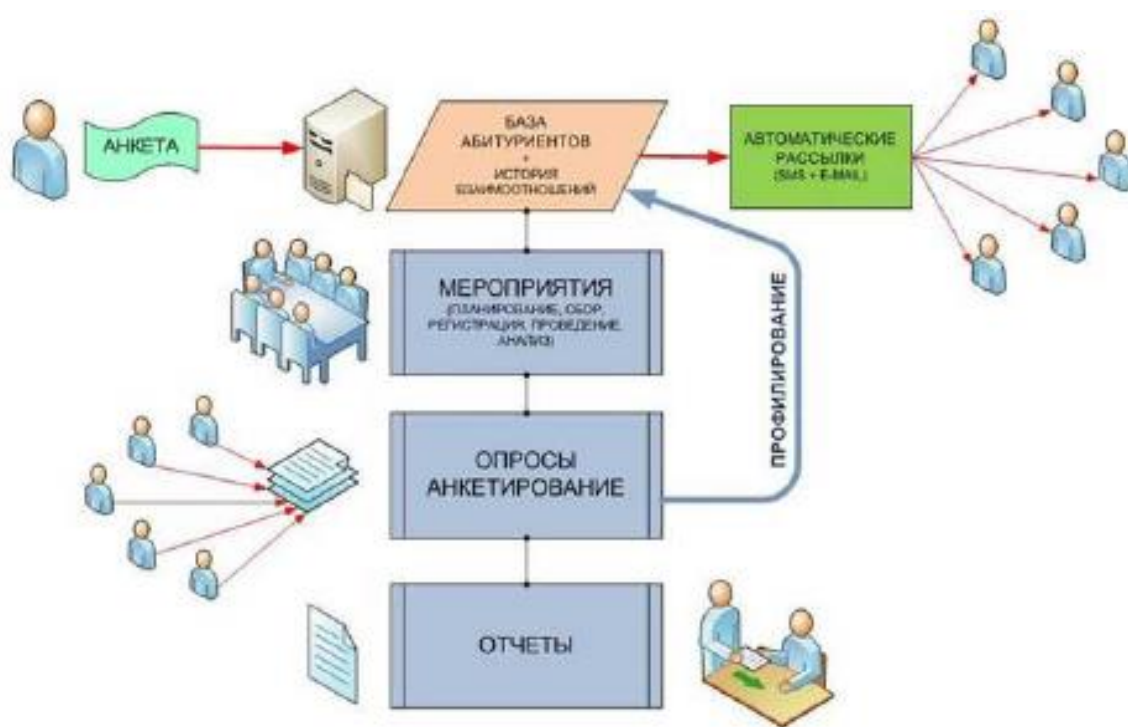 АНКЕТА
БАЗА
АБИТУРИЕНТОВ
+
ИСТОРИЯ
ВЗАИМООТНОШЕНИЙ
АВТОМАТИЧЕСКИЕ
РАССЫЛКИ
(SMS + E-MAIL)
МЕРОПРИЯТИЯ
(ПЛАНИРОВАНИЕ, СБОР,
РЕГИСТРАЦИЯ, ПРОВЕДЕНИЕ,
АНАЛИЗ)
ПРОФИЛИРОВАНИЕ
ОПРОСЫ
АНКЕТИРОВАНИЕ
ОТЧЕТЫ